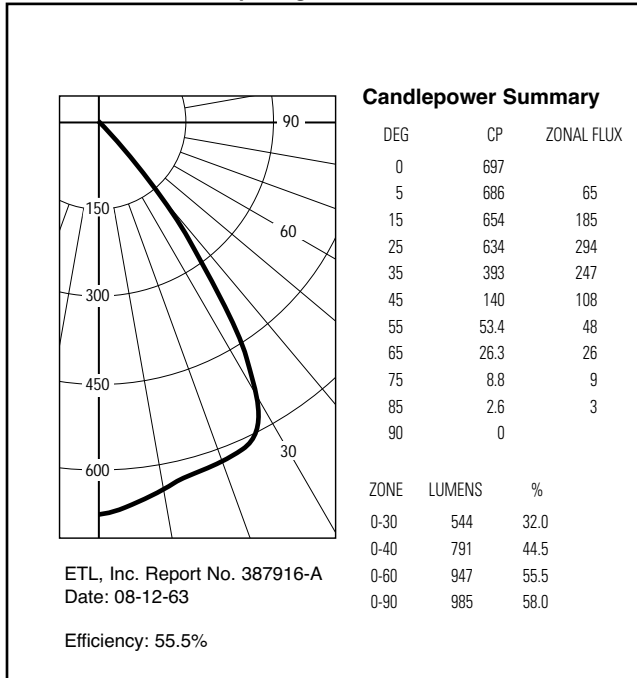 90
60
30
150
300
450
600
ETL, Inc. Report No. 387916-A
Date: 08-12-63
Efficiency: 55.5%
Candlepower Summary
DEG CP ZONAL FLUX
0 697
5 686 65
15 654 185
25 634 294
35 393 247
45 140 108
55 53.4 48
65 26.3 26
75 8.8 9
85 2.6 3
90 0
ZONE LUMENS %
0-30 544 32.0
0-40 791 44.5
0-60 947 55.5
0-90 985 58.0